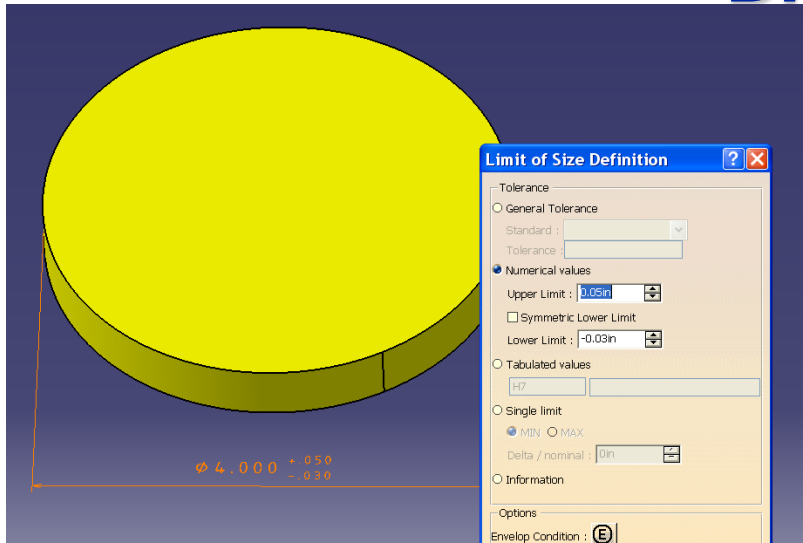 Limit of Size Definition
Tolerance
General Tolerance
Standard :
Tolerance :
Numerical values
Upper Limit : 0.05in
Symmetric Lower Limit
Lower Limit : -0.03in
Tabulated values
H7
Single limit
MIN MAX
Delta / nominal : 0in
Information
Options
Envelop Condition : E
Ø4.000 +.050
-.030